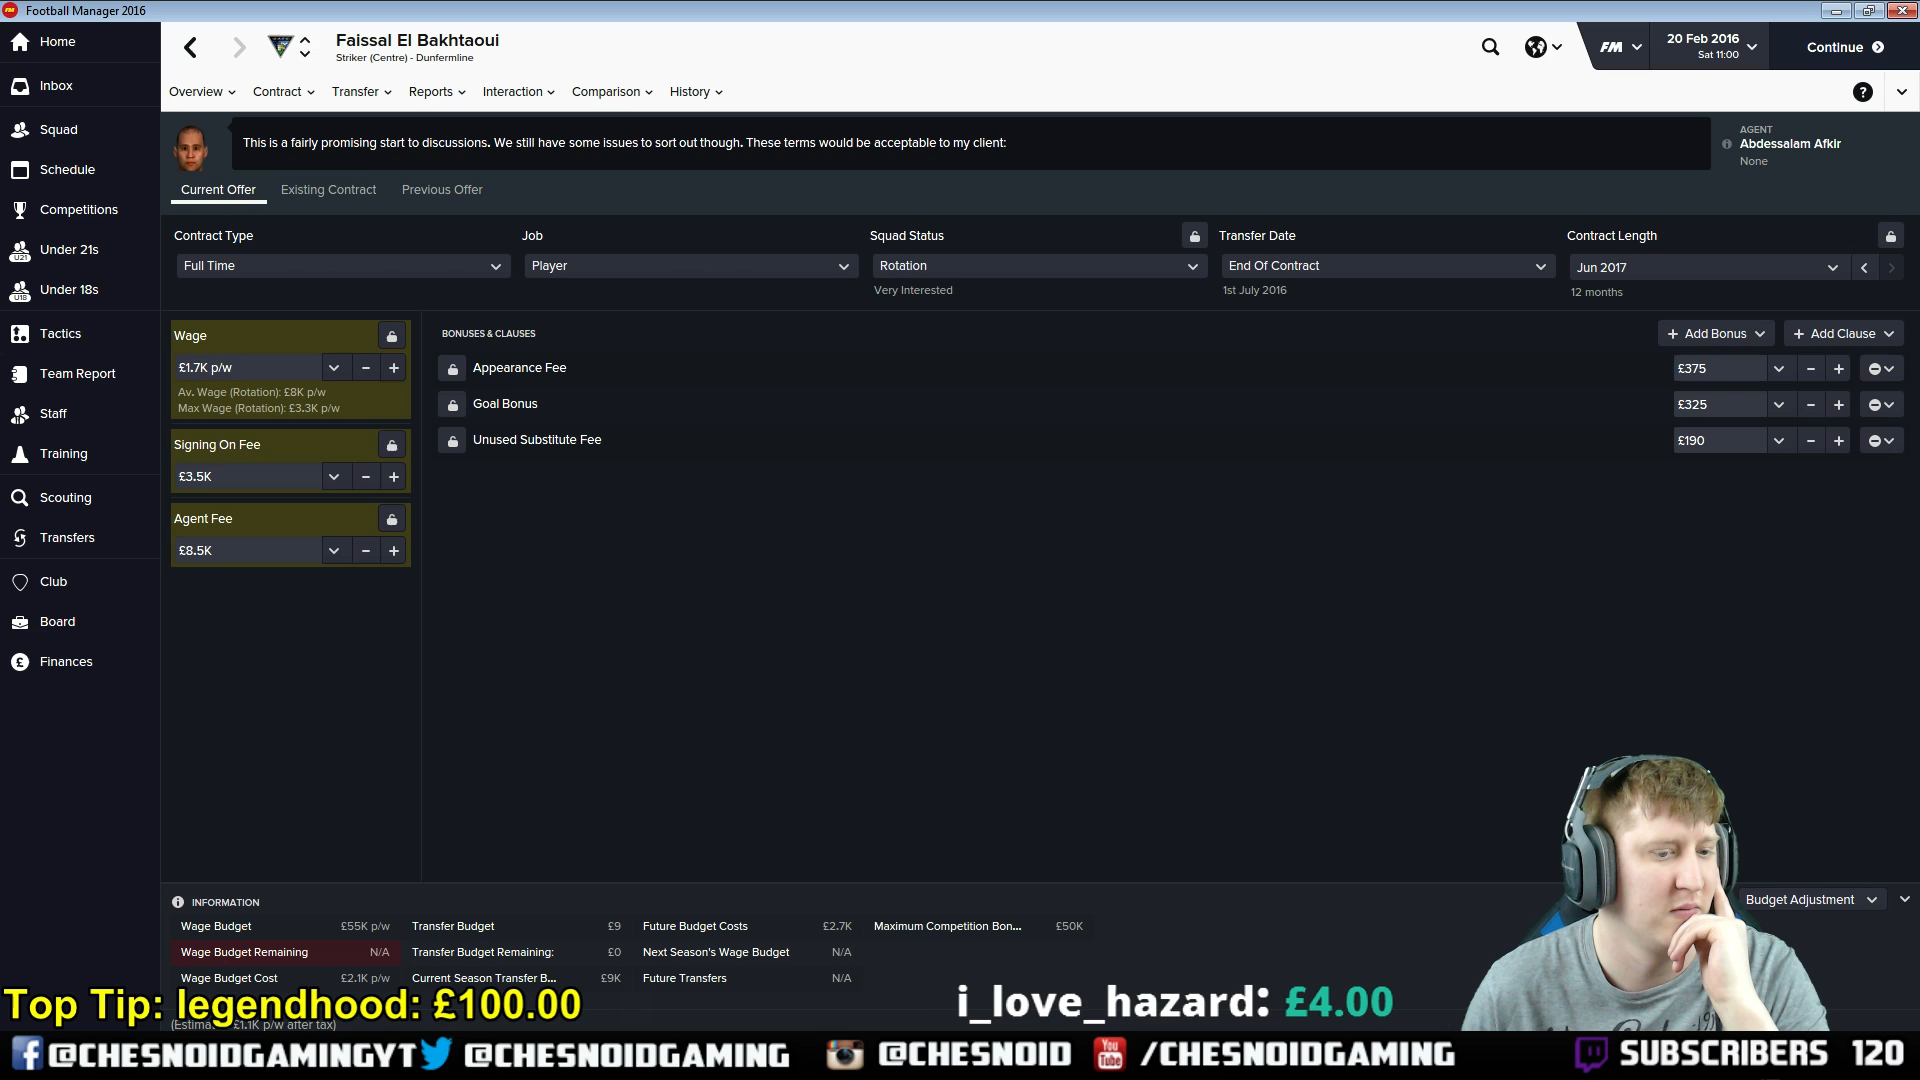 Football Manager 2016
Home
Inbox
Squad
Schedule
Competitions
U21
Under 21s
U18
Under 18s
Tactics
Team Report
Staff
Training
Scouting
Transfers
Club
Board
Finances
Faissal El Bakhtaoui
Striker (Centre) - Dunfermline
FM
20 Feb 2016
Sat 11:00
Continue
Overview
Contract
Transfer
Reports
Interaction
Comparison
History
This is a fairly promising start to discussions. We still have some issues to sort out though. These terms would be acceptable to my client:
AGENT
Abdessalam Afkir
None
Current Offer
Existing Contract
Previous Offer
Contract Type
Full Time
Job
Player
Squad Status
Rotation
Very Interested
Transfer Date
End Of Contract
1st July 2016
Contract Length
Jun 2017
12 months
Wage
£1.7K p/w
Av. Wage (Rotation): £8K p/w
Max Wage (Rotation): £3.3K p/w
Signing On Fee
£3.5K
Agent Fee
£8.5K
BONUSES & CLAUSES
Add Bonus
Add Clause
Appearance Fee £375
Goal Bonus £325
Unused Substitute Fee £190
INFORMATION
Budget Adjustment
Wage Budget £55K p/w Transfer Budget £9 Future Budget Costs £2.7K Maximum Competition Bon... £50K
Wage Budget Remaining N/A Transfer Budget Remaining: £0 Next Season's Wage Budget N/A
Wage Budget Cost £2.1K p/w Current Season Transfer B... £9K Future Transfers N/A
Top Tip: legendhood: £100.00
i_love_hazard: £4.00
£1.1K p/w after tax)
@CHESNOIDGAMINGYT @CHESNOIDGAMING @CHESNOID You Tube /CHESNOIDGAMING SUBSCRIBERS 120